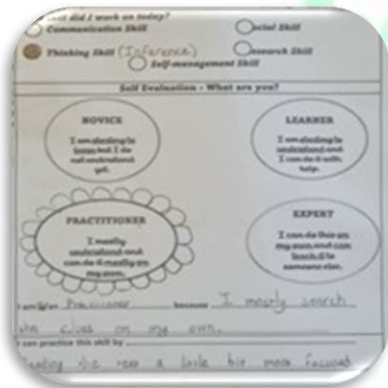 did I work on today?
Communication Skill
Social Skill
Thinking Skill (Inference)
Research Skill
Self-management Skill
Self Evaluation - What are you?
NOVICE
I am starting to
learn but I do
not understand
yet.
LEARNER
I am starting to
understand and
I can do it with
help.
PRACTITIONER
I mostly
understand and
can do it mostly on
my own.
EXPERT
I can do this on
my own and can
teach it to
someone else.
I am a/an Practitioner because I mostly search
the clues on my own.
I can practice this skill by
reading the text a little bit more focused